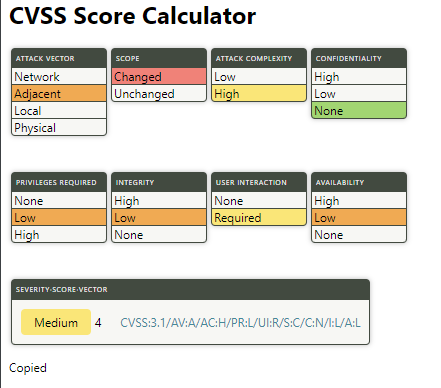 CVSS Score Calculator
ATTACK VECTOR
Network
Adjacent
Local
Physical
SCOPE
Changed
Unchanged
ATTACK COMPLEXITY
Low
High
CONFIDENTIALITY
High
Low
None
PRIVILEGES REQUIRED
None
Low
High
INTEGRITY
High
Low
None
USER INTERACTION
None
Required
AVAILABILITY
High
Low
None
SEVERITY·SCORE·VECTOR
Medium 4 CVSS:3.1/AV:A/AC:H/PR:L/UI:R/S:C/C:N/I:L/A:L
Copied